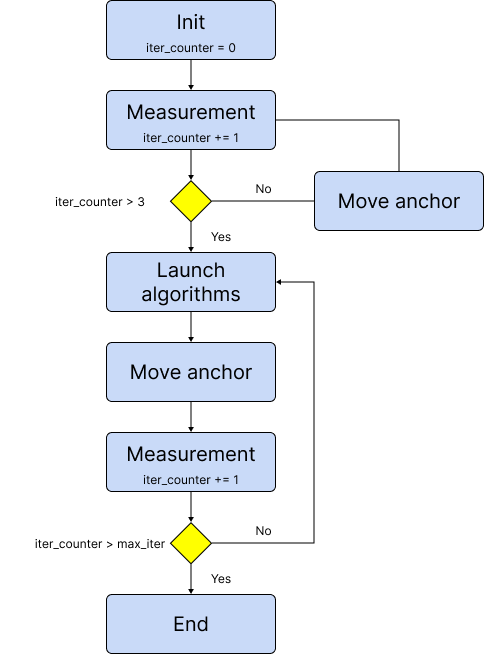 Init
iter_counter = 0
Measurement
iter_counter += 1
iter_counter > 3
No
Move anchor
Yes
Launch
algorithms
Move anchor
Measurement
iter_counter += 1
iter_counter > max_iter
No
Yes
End